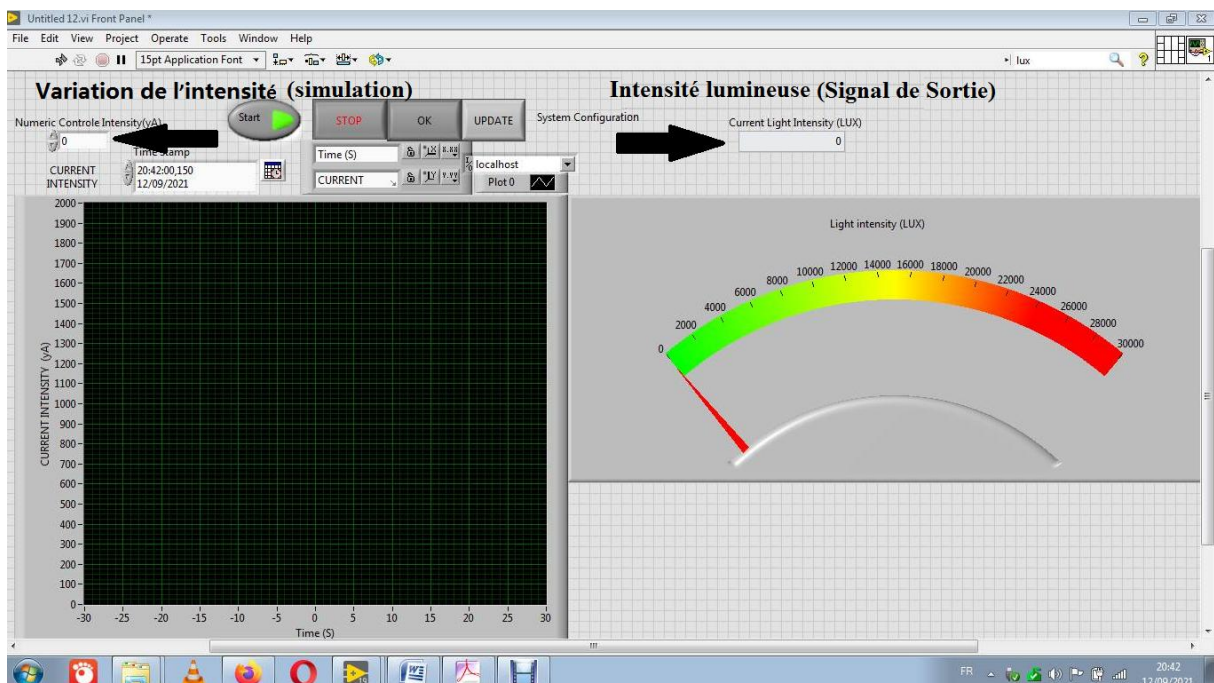 Untitled 12.vi Front Panel *
File Edit View Project Operate Tools Window Help
15pt Application Font
lux
Variation de l'intensité (simulation)
Intensité lumineuse (Signal de Sortie)
Numeric Controle Intensity(yA)
0
Start
STOP
OK
UPDATE
System Configuration
Current Light Intensity (LUX)
0
Time Stamp
CURRENT INTENSITY
20:42:00,150
12/09/2021
Time (S)
CURRENT
localhost
Plot 0
CURRENT INTENSITY (yA)
2000
1900
1800
1700
1600
1500
1400
1300
1200
1100
1000
900
800
700
600
500
400
300
200
100
0
-30 -25 -20 -15 -10 -5 0 5 10 15 20 25 30
Time (S)
Light intensity (LUX)
0 2000 4000 6000 8000 10000 12000 14000 16000 18000 20000 22000 24000 26000 28000 30000
FR
20:42
12/09/2021